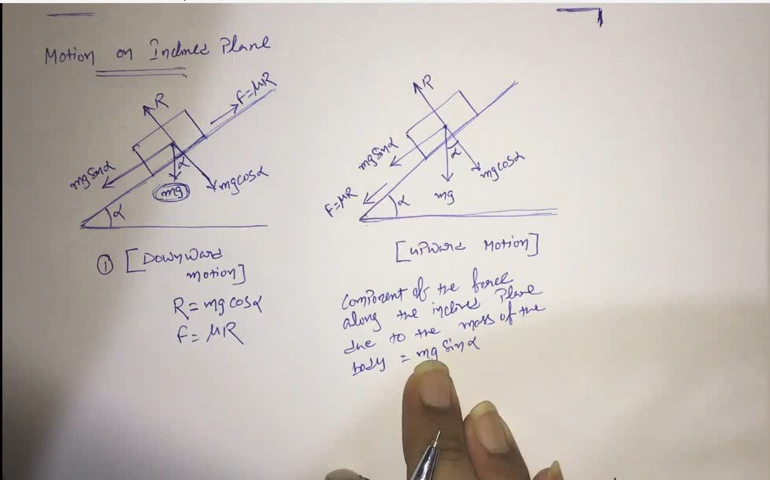 Motion on Inclined Plane
R
F=μR
mg sinα
α
mg
mg cosα
α
① [Downward
motion]
R = mg cosα
F = μR
R
mg sinα
α
mg cosα
mg
F=μR
α
[upward Motion]
Component of the force
along the inclined Plane
due to the mass of the
body = mg sinα